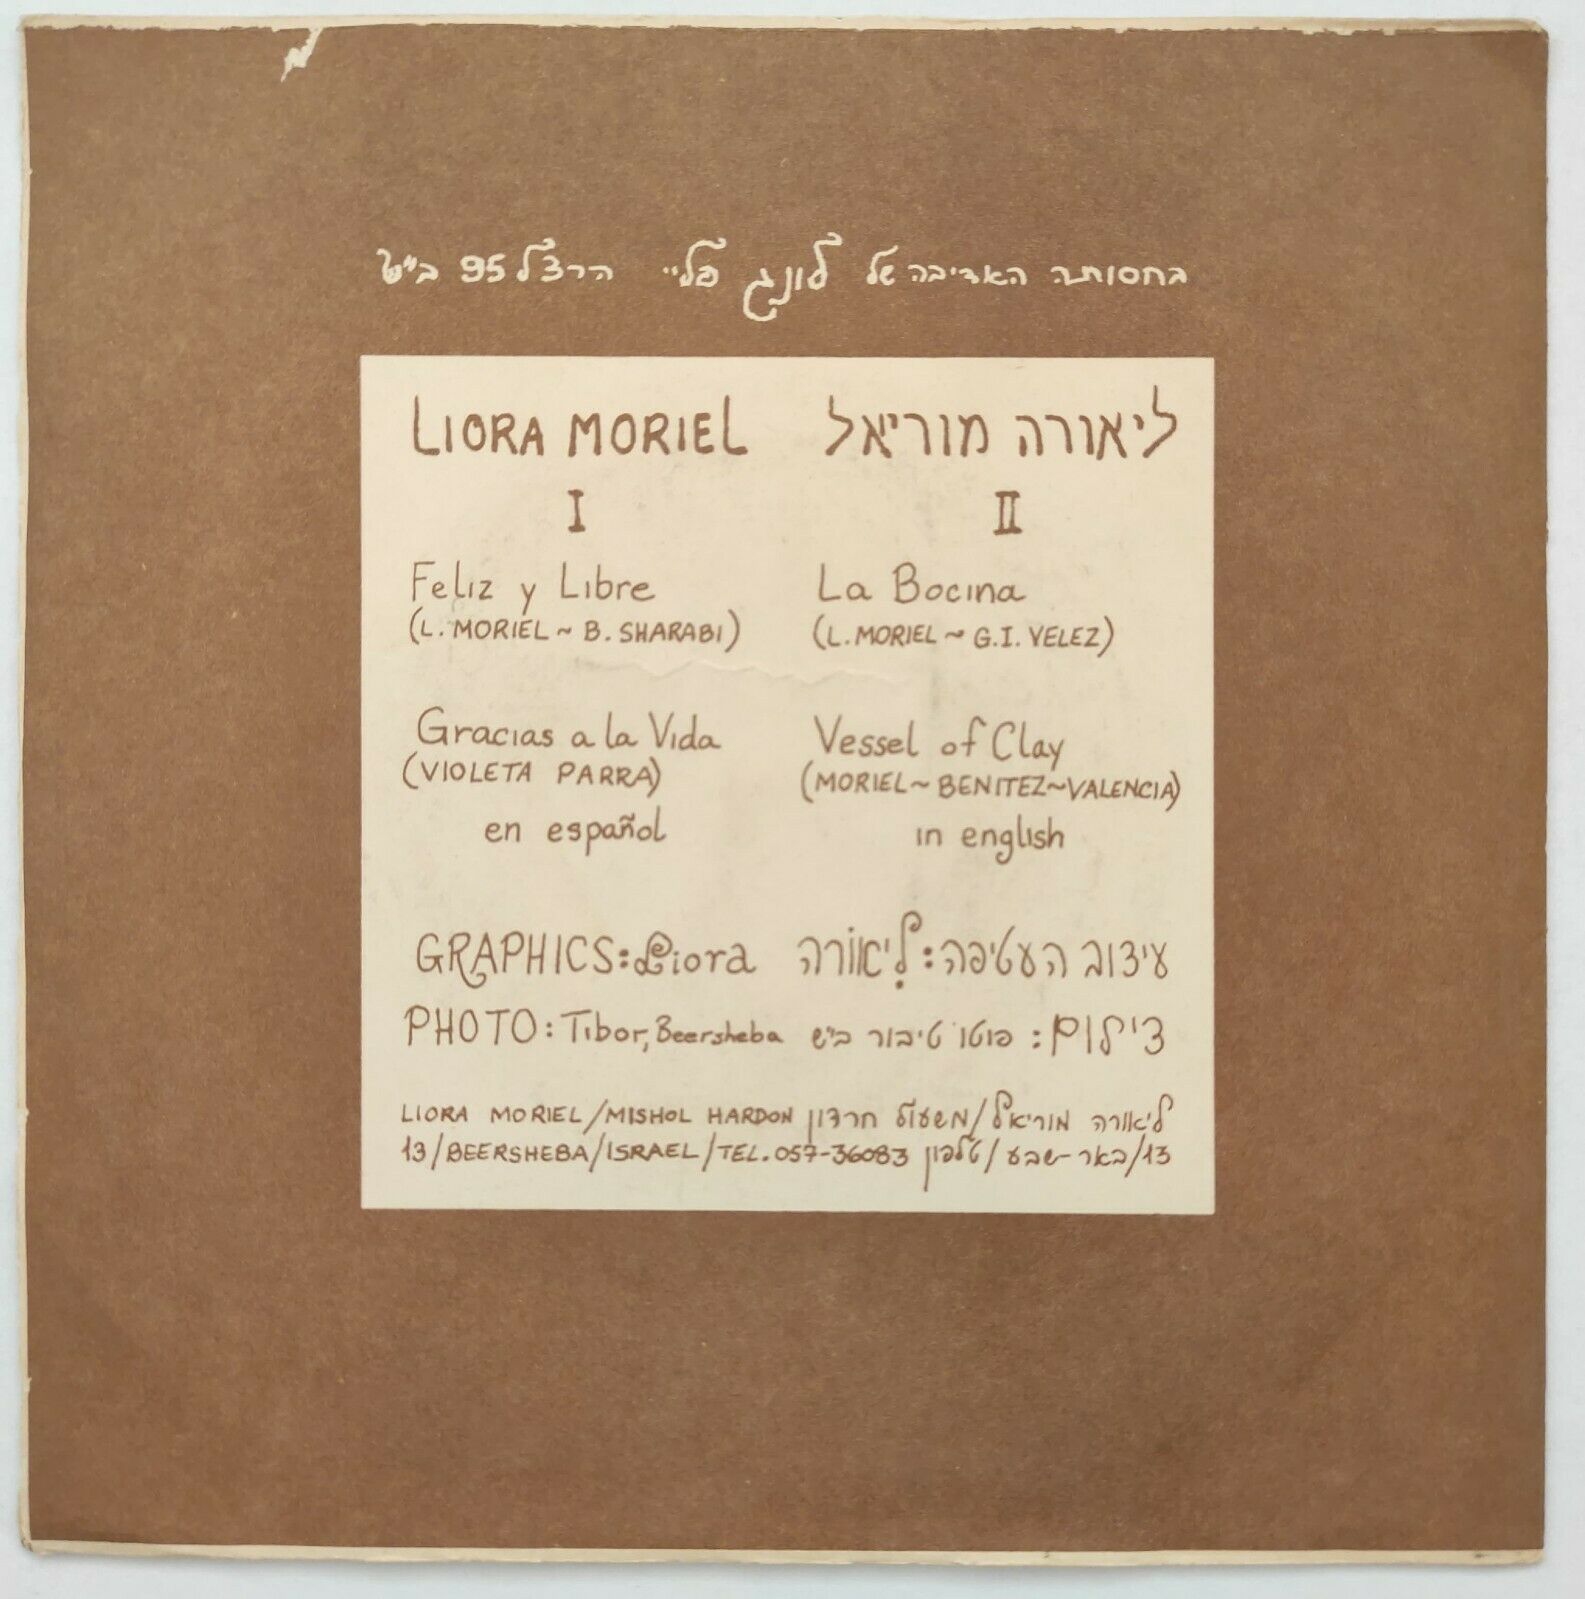 בחסותה האדיבה של לונג פליי הרצל 95 ב"ש
LIORA MORIEL ליאורה מוריאל
I II
Feliz y Libre La Bocina
(L. MORIEL ~ B. SHARABI) (L. MORIEL ~ G.I. VELEZ)
Gracias a la Vida Vessel of Clay
(VIOLETA PARRA) (MORIEL ~ BENITEZ ~ VALENCIA)
en español in english
GRAPHICS: Liora עיצוב העטיפה: לִיאוֹרה
PHOTO: Tibor, Beersheba צילום: פוטו טיבור ב"ש
LIORA MORIEL/MISHOL HARDON ליאורה מוריאל/משעול חרדון
13/BEERSHEBA/ISRAEL/TEL. 057-36083 13/באר-שבע/טלפון